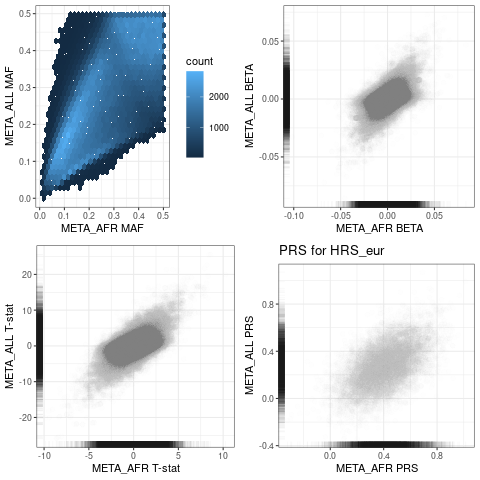 META_ALL MAF
0.5
0.4
0.3
0.2
0.1
0.0
0.0 0.1 0.2 0.3 0.4 0.5
META_AFR MAF
count
2000
1000
META_ALL BETA
0.05
0.00
-0.05
-0.10 -0.05 0.00 0.05
META_AFR BETA
META_ALL T-stat
20
10
0
-10
-20
-10 -5 0 5 10
META_AFR T-stat
PRS for HRS_eur
META_ALL PRS
0.8
0.4
0.0
-0.4
0.0 0.4 0.8
META_AFR PRS